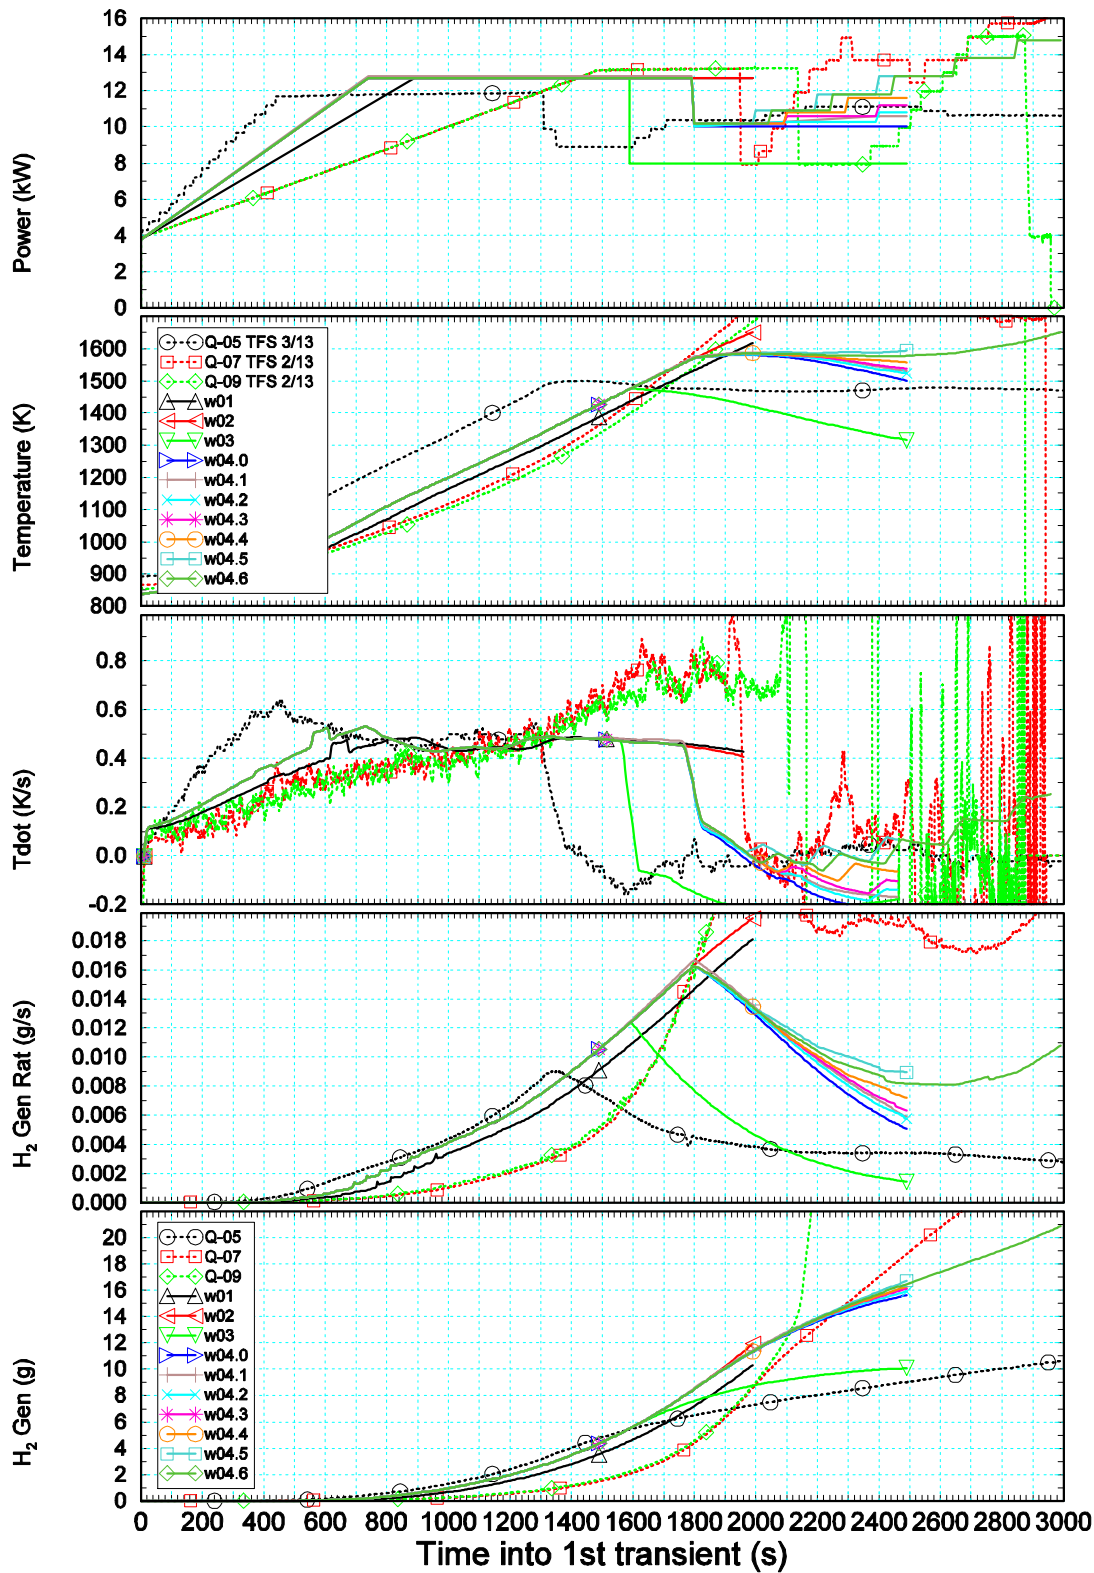 16
14
12
10
8
6
4
2
0
Power (kW)
1600
1500
1400
1300
1200
1100
1000
900
800
Temperature (K)
Q-05 TFS 3/13
Q-07 TFS 2/13
Q-09 TFS 2/13
w01
w02
w03
w04.0
w04.1
w04.2
w04.3
w04.4
w04.5
w04.6
0.8
0.6
0.4
0.2
0.0
-0.2
Tdot (K/s)
0.018
0.016
0.014
0.012
0.010
0.008
0.006
0.004
0.002
0.000
H₂ Gen Rat (g/s)
20
18
16
14
12
10
8
6
4
2
0
H₂ Gen (g)
Q-05
Q-07
Q-09
w01
w02
w03
w04.0
w04.1
w04.2
w04.3
w04.4
w04.5
w04.6
0 200 400 600 800 1000 1200 1400 1600 1800 2000 2200 2400 2600 2800 3000
Time into 1st transient (s)